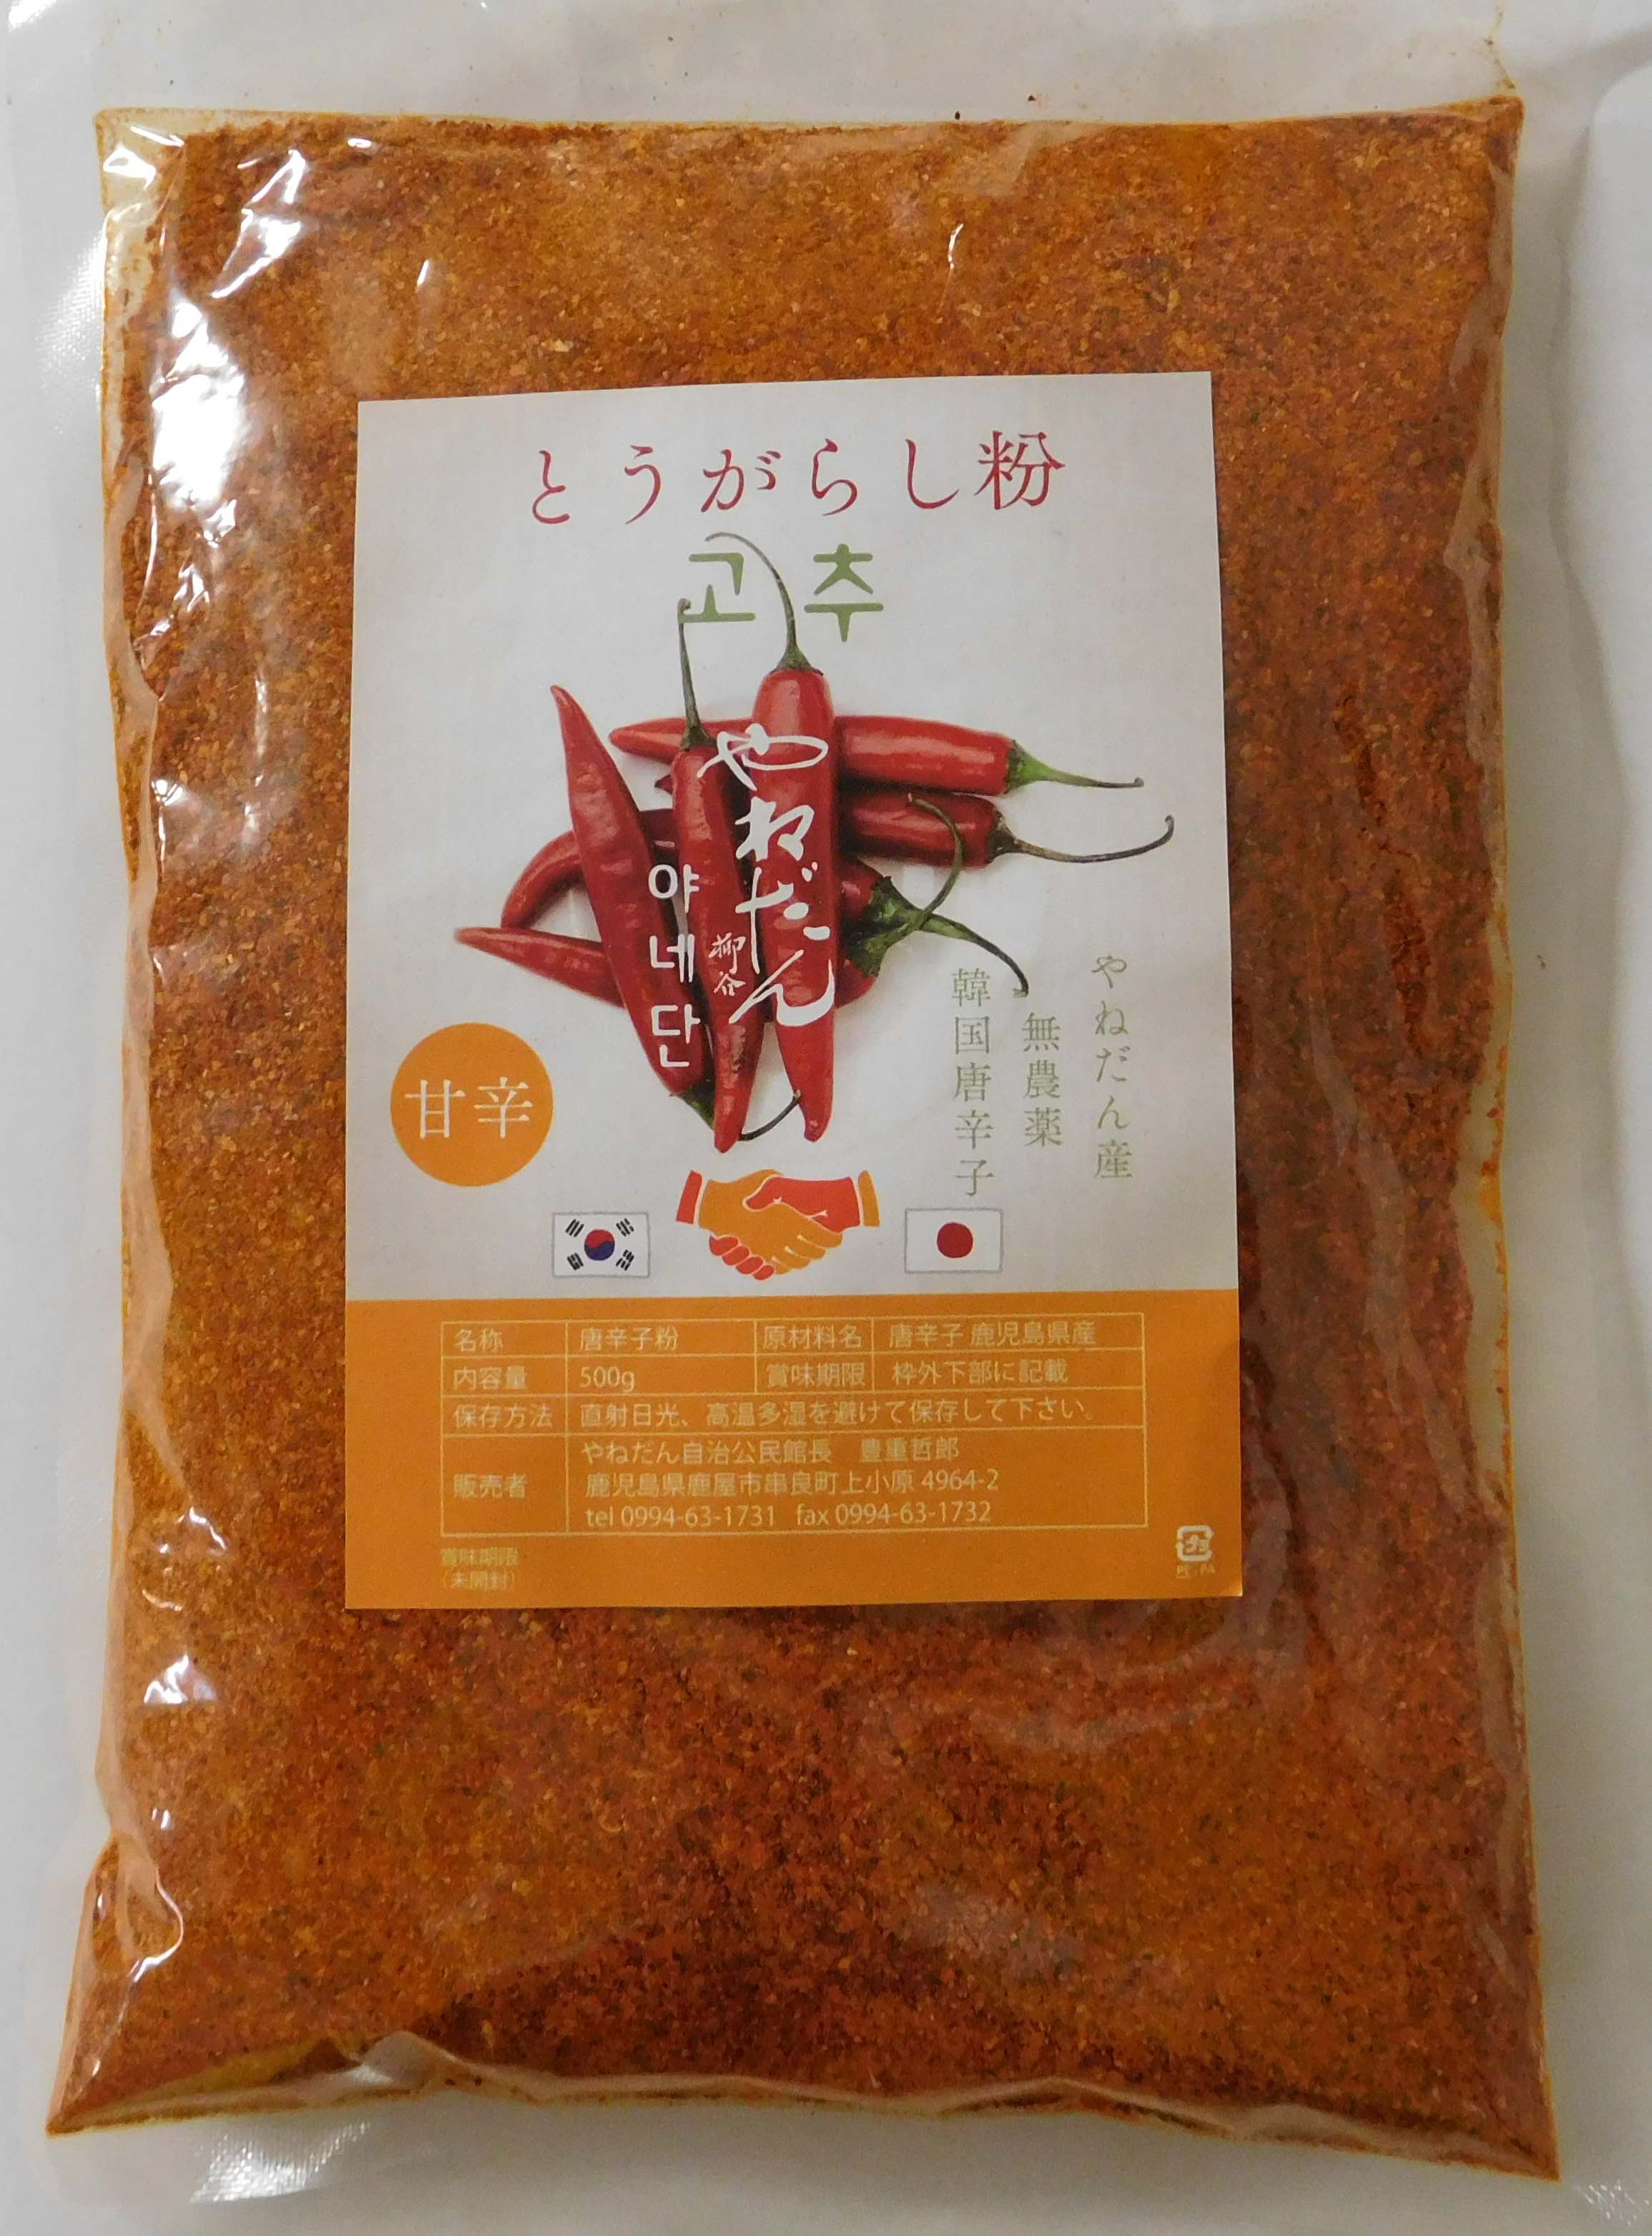 とうがらし粉
고추
やねだん
柳谷
야네단
やねだん産
無農薬
韓国唐辛子
甘辛
名称 唐辛子粉 原材料名 唐辛子 鹿児島県産
内容量 500g 賞味期限 枠外下部に記載
保存方法 直射日光、高温多湿を避けて保存して下さい。
販売者 やねだん自治公民館長 豊重哲郎
鹿児島県鹿屋市串良町上小原 4964-2
tel 0994-63-1731 fax 0994-63-1732
賞味期限
(未開封)
プラ
PE・PA